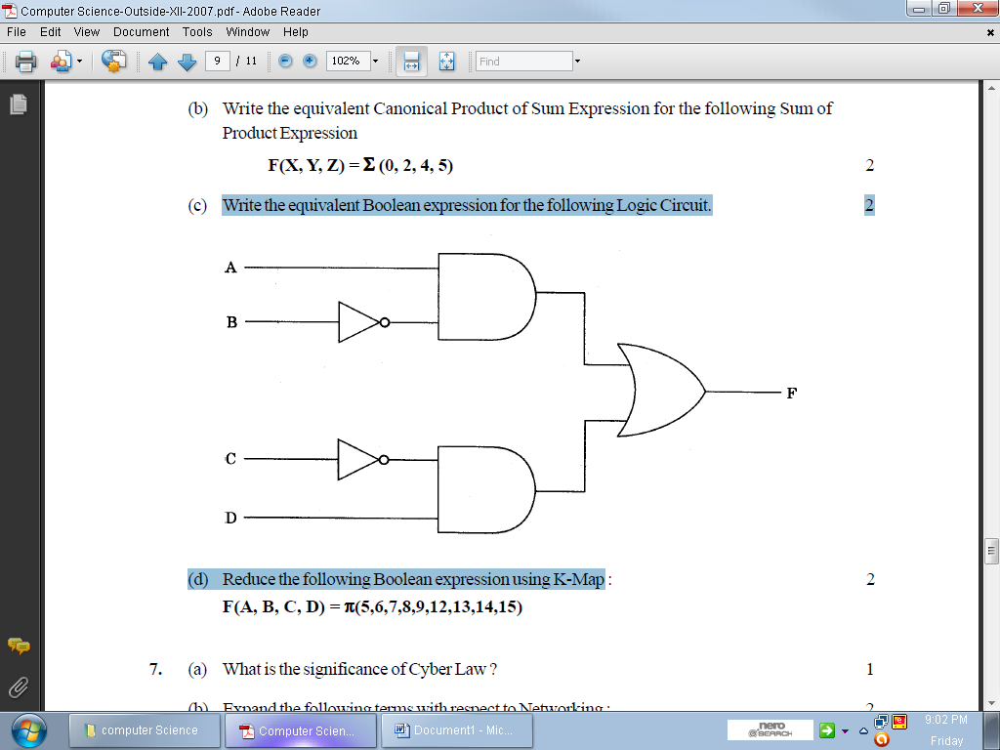 Computer Science-Outside-XII-2007.pdf - Adobe Reader
File Edit View Document Tools Window Help
9 / 11 102% Find
(b) Write the equivalent Canonical Product of Sum Expression for the following Sum of
Product Expression
F(X, Y, Z) = Σ (0, 2, 4, 5) 2
(c) Write the equivalent Boolean expression for the following Logic Circuit. 2
A
B
F
C
D
(d) Reduce the following Boolean expression using K-Map : 2
F(A, B, C, D) = π(5,6,7,8,9,12,13,14,15)
7. (a) What is the significance of Cyber Law ? 1
(b) Expand the following terms with respect to Networking : 2
computer Science Computer Scien... Document1 - Mic... nero SEARCH 9:02 PM
Friday